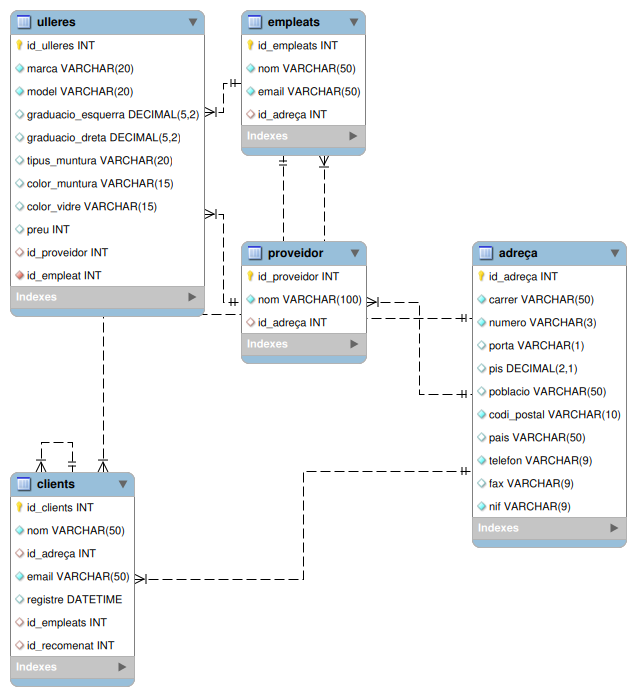 ulleres
id_ulleres INT
marca VARCHAR(20)
model VARCHAR(20)
graduacio_esquerra DECIMAL(5,2)
graduacio_dreta DECIMAL(5,2)
tipus_muntura VARCHAR(20)
color_muntura VARCHAR(15)
color_vidre VARCHAR(15)
preu INT
id_proveidor INT
id_empleat INT
Indexes
empleats
id_empleats INT
nom VARCHAR(50)
email VARCHAR(50)
id_adreça INT
Indexes
proveidor
id_proveidor INT
nom VARCHAR(100)
id_adreça INT
Indexes
adreça
id_adreça INT
carrer VARCHAR(50)
numero VARCHAR(3)
porta VARCHAR(1)
pis DECIMAL(2,1)
poblacio VARCHAR(50)
codi_postal VARCHAR(10)
pais VARCHAR(50)
telefon VARCHAR(9)
fax VARCHAR(9)
nif VARCHAR(9)
Indexes
clients
id_clients INT
nom VARCHAR(50)
id_adreça INT
email VARCHAR(50)
registre DATETIME
id_empleats INT
id_recomenat INT
Indexes